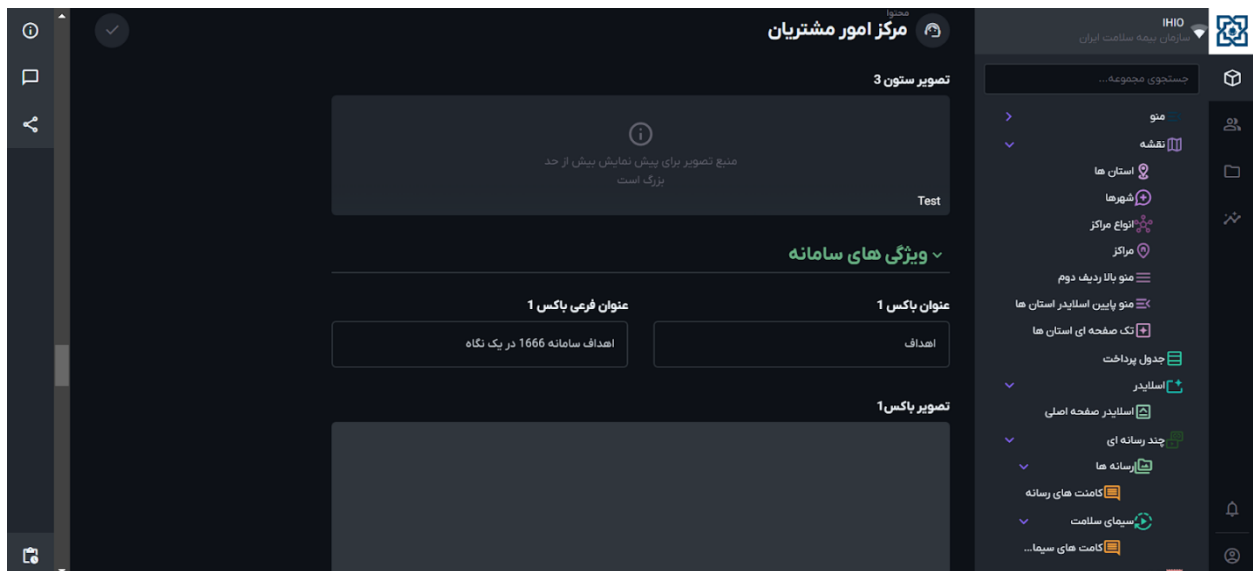 IHIO
سازمان بیمه سلامت ایران
جستجوی مجموعه...
منو
نقشه
استان ها
شهرها
انواع مراکز
مراکز
منو بالا ردیف دوم
منو پایین اسلایدر استان ها
تک صفحه ای استان ها
جدول پرداخت
اسلایدر
اسلایدر صفحه اصلی
چند رسانه ای
رسانه ها
کامنت های رسانه
سیمای سلامت
کامت های سیما...
محتوا
مرکز امور مشتریان
تصویر ستون 3
منبع تصویر برای پیش نمایش بیش از حد
بزرگ است
Test
ویژگی های سامانه
عنوان باکس 1
عنوان فرعی باکس 1
اهداف
اهداف سامانه 1666 در یک نگاه
تصویر باکس1